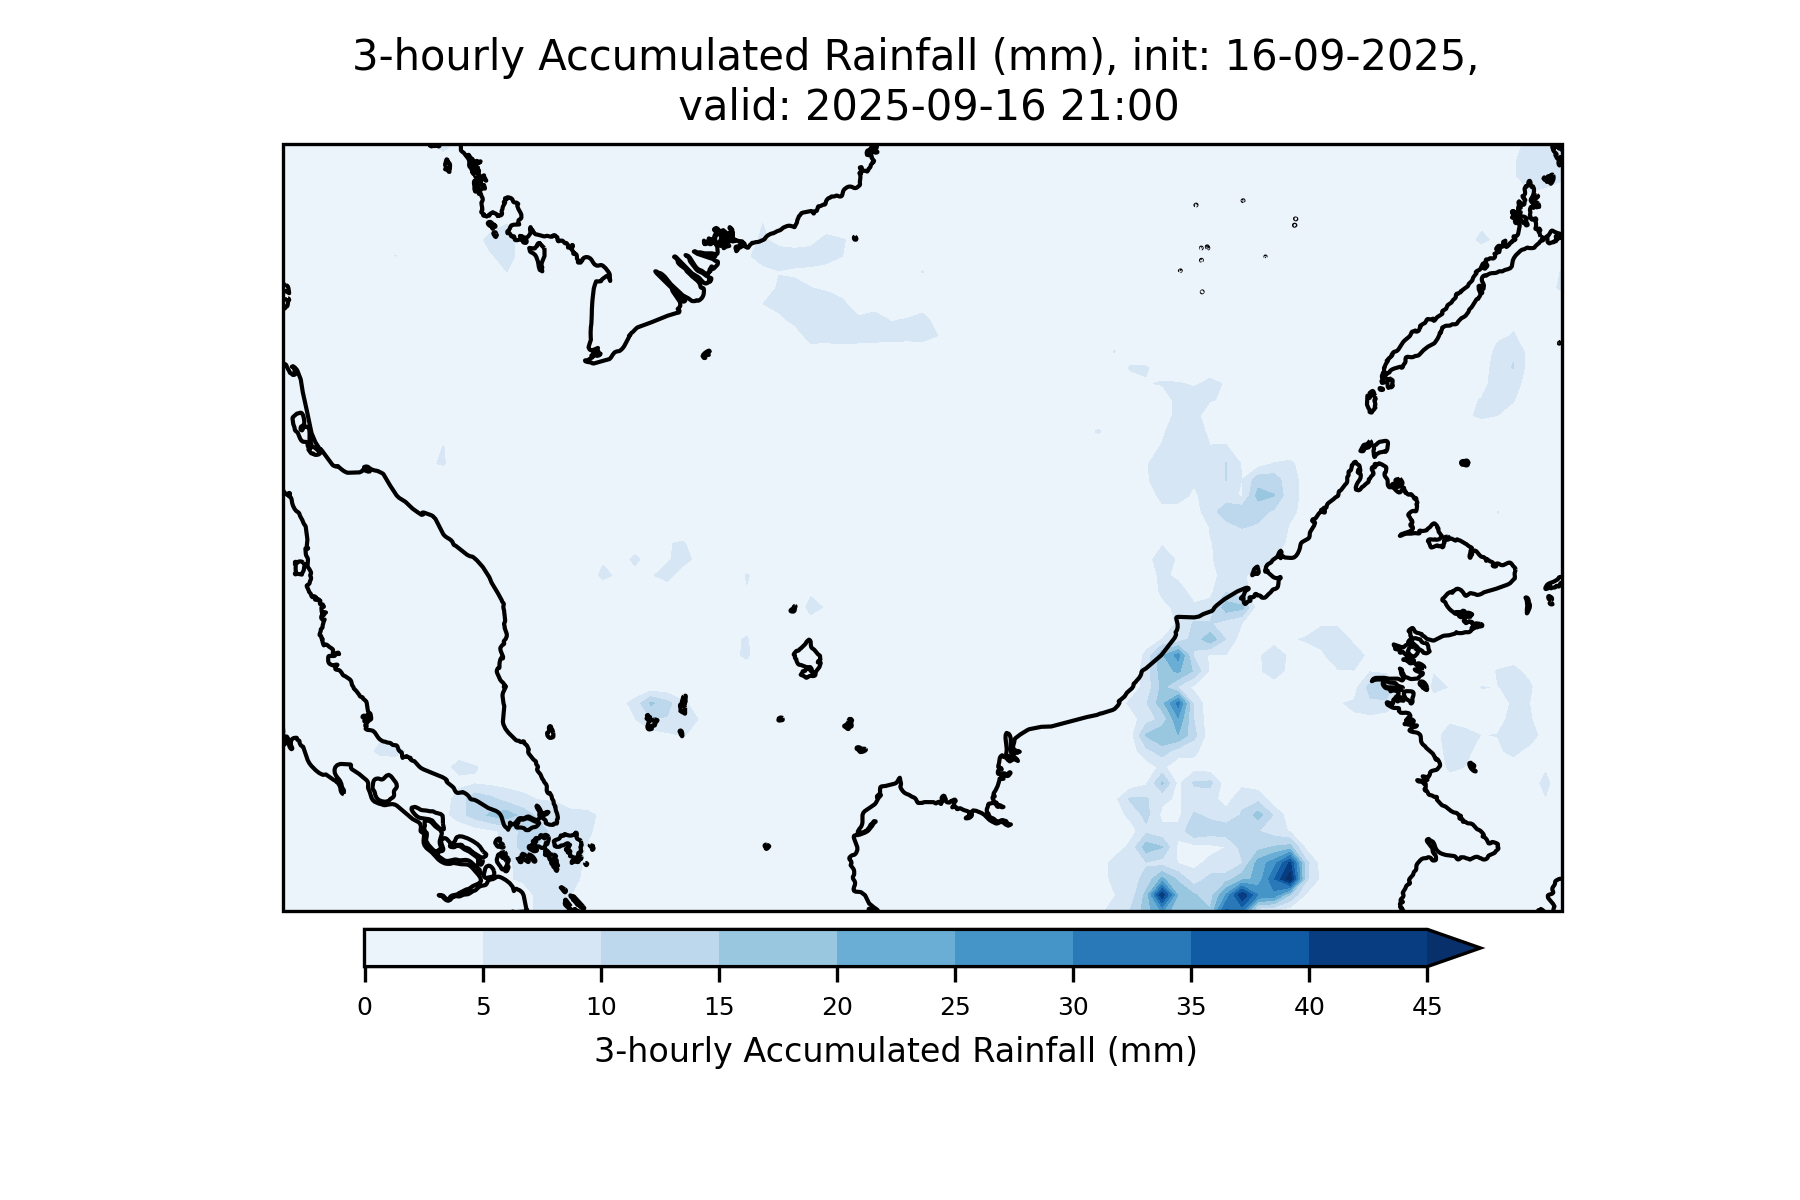 3-hourly Accumulated Rainfall (mm), init: 16-09-2025,
valid: 2025-09-16 21:00
0 5 10 15 20 25 30 35 40 45
3-hourly Accumulated Rainfall (mm)